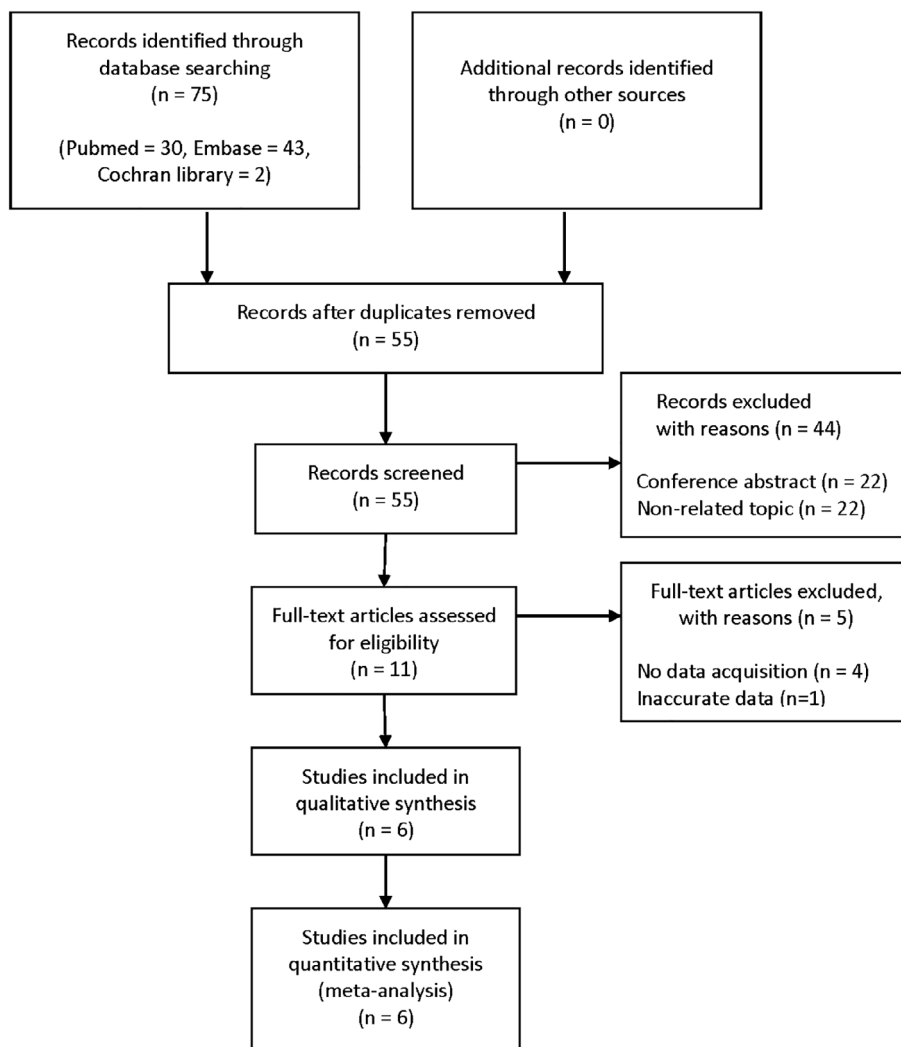 Records identified through
database searching
(n = 75)
(Pubmed = 30, Embase = 43,
Cochran library = 2)
Additional records identified
through other sources
(n = 0)
Records after duplicates removed
(n = 55)
Records screened
(n = 55)
Records excluded
with reasons (n = 44)
Conference abstract (n = 22)
Non-related topic (n = 22)
Full-text articles assessed
for eligibility
(n = 11)
Full-text articles excluded,
with reasons (n = 5)
No data acquisition (n = 4)
Inaccurate data (n=1)
Studies included in
qualitative synthesis
(n = 6)
Studies included in
quantitative synthesis
(meta-analysis)
(n = 6)